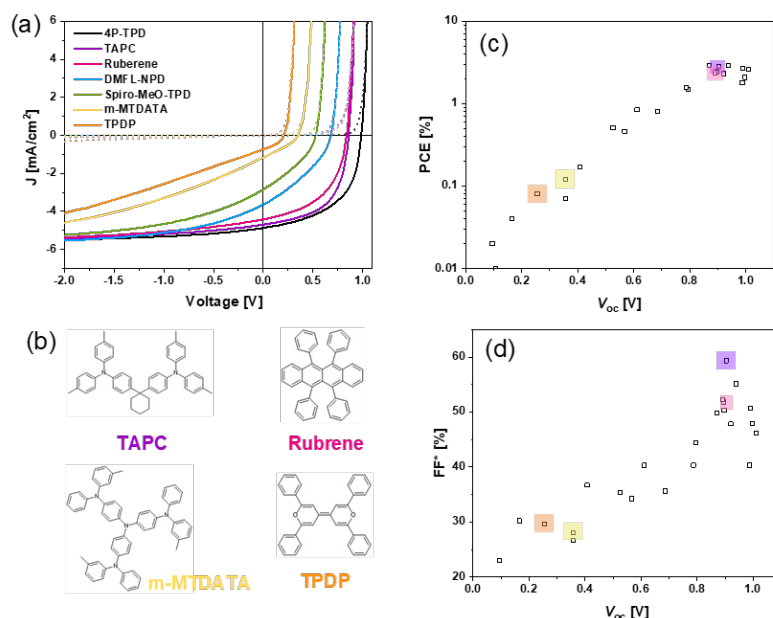 (a)
6
4
2
0
-2
-4
-6
J [mA/cm²]
4P-TPD
TAPC
Ruberene
DMFL-NPD
Spiro-MeO-TPD
m-MTDATA
TPDP
-2.0
-1.5
-1.0
-0.5
0.0
0.5
1.0
Voltage [V]
(b)
N
N
TAPC
Rubrene
N
N
N
N
m-MTDATA
O
O
TPDP
(c)
10
1
0.1
0.01
PCE [%]
0.0
0.2
0.4
0.6
0.8
1.0
Voc [V]
(d)
60
50
40
30
20
FF* [%]
0.0
0.2
0.4
0.6
0.8
1.0
Voc [V]